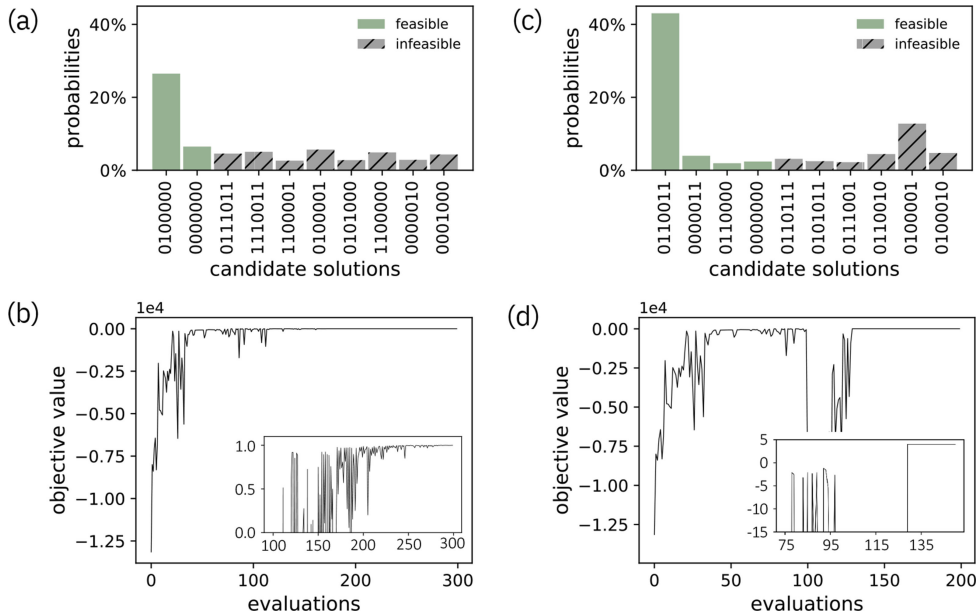 (a)
40%
20%
0%
probabilities
feasible
infeasible
0100000
0000000
0111011
1110011
1100001
0100001
0101000
1100000
0000010
0001000
candidate solutions
(c)
40%
20%
0%
probabilities
feasible
infeasible
0110011
0000011
0110000
0000000
0110111
0101011
0111001
0110010
0100001
0100010
candidate solutions
(b)
1e4
0.00
−0.25
−0.50
−0.75
−1.00
−1.25
objective value
1.0
0.5
0.0
100 150 200 250 300
0 100 200 300
evaluations
(d)
1e4
0.00
−0.25
−0.50
−0.75
−1.00
−1.25
objective value
5
0
-5
-10
-15
75 95 115 135
0 50 100 150 200
evaluations